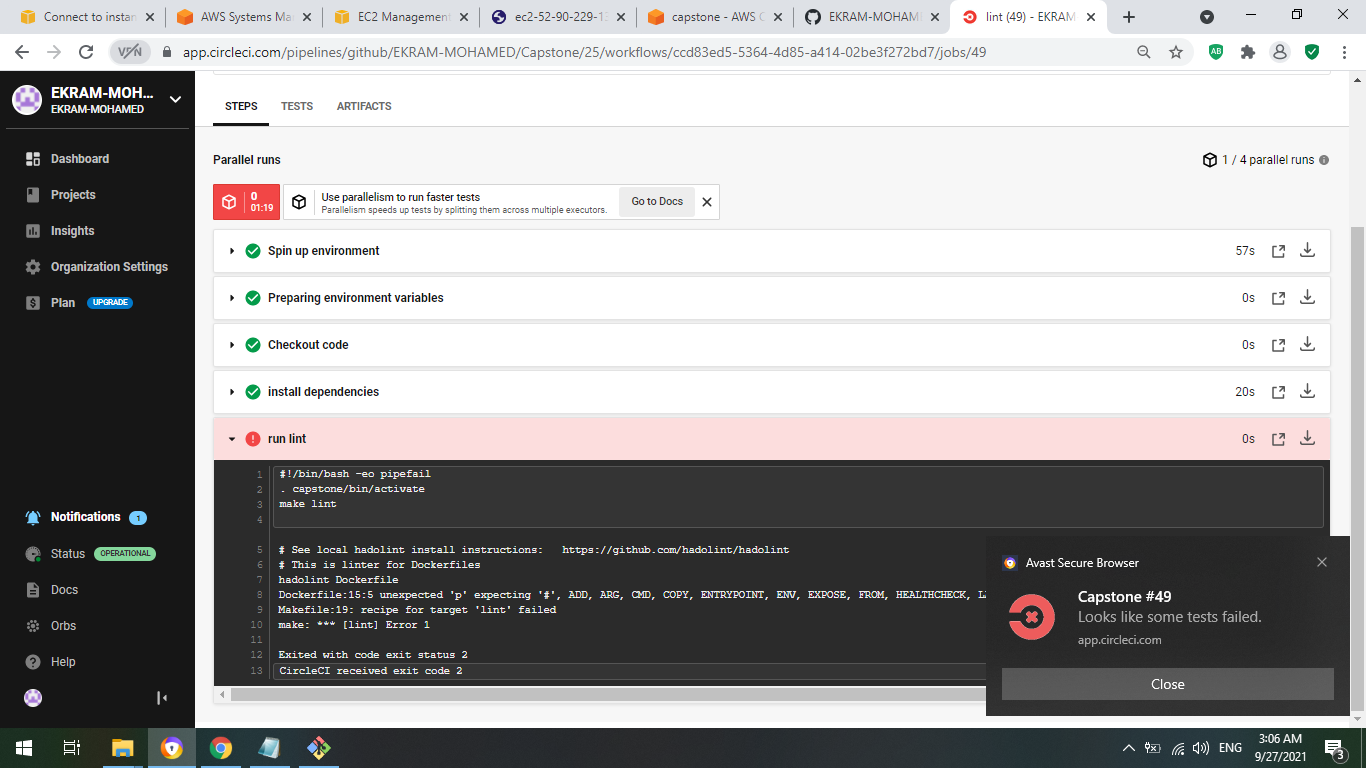 Connect to instan
AWS Systems Ma
EC2 Management
ec2-52-90-229-13
capstone - AWS C
EKRAM-MOHAM
lint (49) - EKRAM
VPN
app.circleci.com/pipelines/github/EKRAM-MOHAMED/Capstone/25/workflows/ccd83ed5-5364-4d85-a414-02be3f272bd7/jobs/49
EKRAM-MOH...
EKRAM-MOHAMED
Dashboard
Projects
Insights
Organization Settings
Plan
UPGRADE
Notifications
1
Status
OPERATIONAL
Docs
Orbs
Help
STEPS
TESTS
ARTIFACTS
Parallel runs
1 / 4 parallel runs
0
01:19
Use parallelism to run faster tests
Parallelism speeds up tests by splitting them across multiple executors.
Go to Docs
Spin up environment
57s
Preparing environment variables
0s
Checkout code
0s
install dependencies
20s
run lint
0s
1 #!/bin/bash -eo pipefail
2 . capstone/bin/activate
3 make lint
4
5 # See local hadolint install instructions:   https://github.com/hadolint/hadolint
6 # This is linter for Dockerfiles
7 hadolint Dockerfile
8 Dockerfile:15:5 unexpected 'p' expecting '#', ADD, ARG, CMD, COPY, ENTRYPOINT, ENV, EXPOSE, FROM, HEALTHCHECK,
9 Makefile:19: recipe for target 'lint' failed
10 make: *** [lint] Error 1
11
12 Exited with code exit status 2
13 CircleCI received exit code 2
Avast Secure Browser
Capstone #49
Looks like some tests failed.
app.circleci.com
Close
ENG
3:06 AM
9/27/2021
3